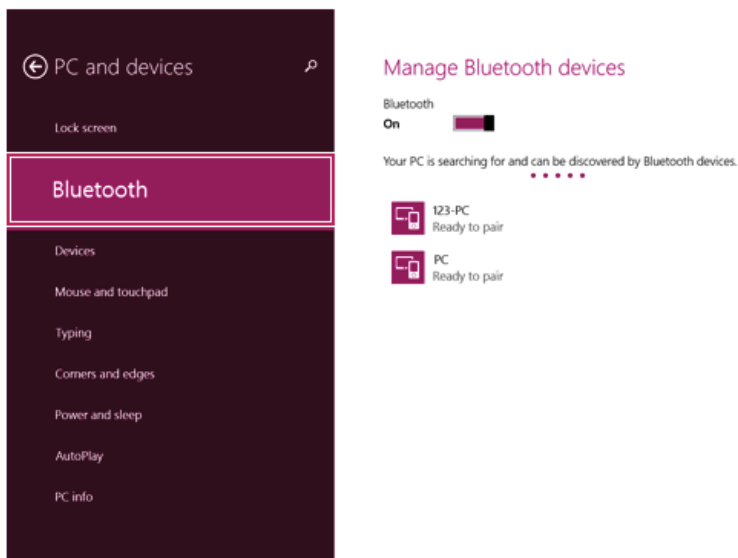 PC and devices
Lock screen
Bluetooth
Devices
Mouse and touchpad
Typing
Corners and edges
Power and sleep
AutoPlay
PC info
Manage Bluetooth devices
Bluetooth
On
Your PC is searching for and can be discovered by Bluetooth devices.
123-PC
Ready to pair
PC
Ready to pair